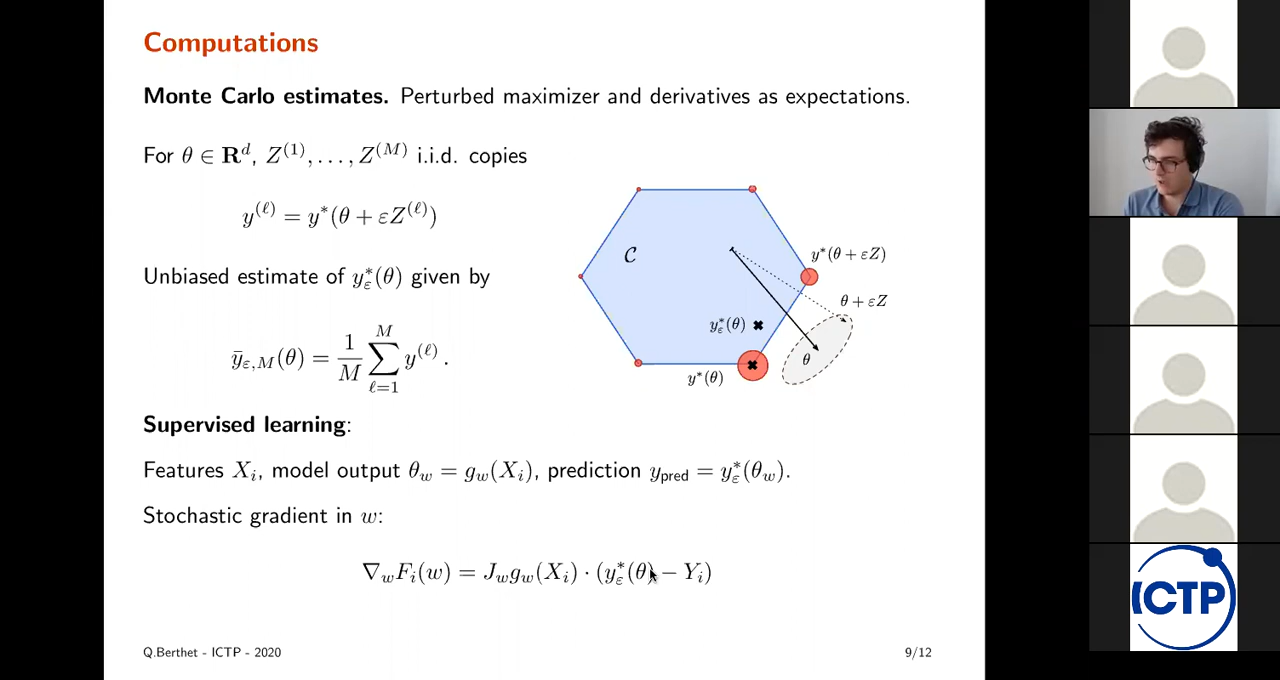 Computations
Monte Carlo estimates. Perturbed maximizer and derivatives as expectations.
For θ ∈ R^d, Z^(1), . . . , Z^(M) i.i.d. copies
y^(ℓ) = y*(θ + εZ^(ℓ))
Unbiased estimate of y*_ε(θ) given by
ȳ_{ε,M}(θ) = 1/M ∑_{ℓ=1}^{M} y^(ℓ) .
C
y*(θ + εZ)
θ + εZ
y*_ε(θ)
θ
y*(θ)
Supervised learning:
Features X_i, model output θ_w = g_w(X_i), prediction y_pred = y*_ε(θ_w).
Stochastic gradient in w:
∇_w F_i(w) = J_w g_w(X_i) · (y*_ε(θ) − Y_i)
Q.Berthet - ICTP - 2020
9/12
ICTP